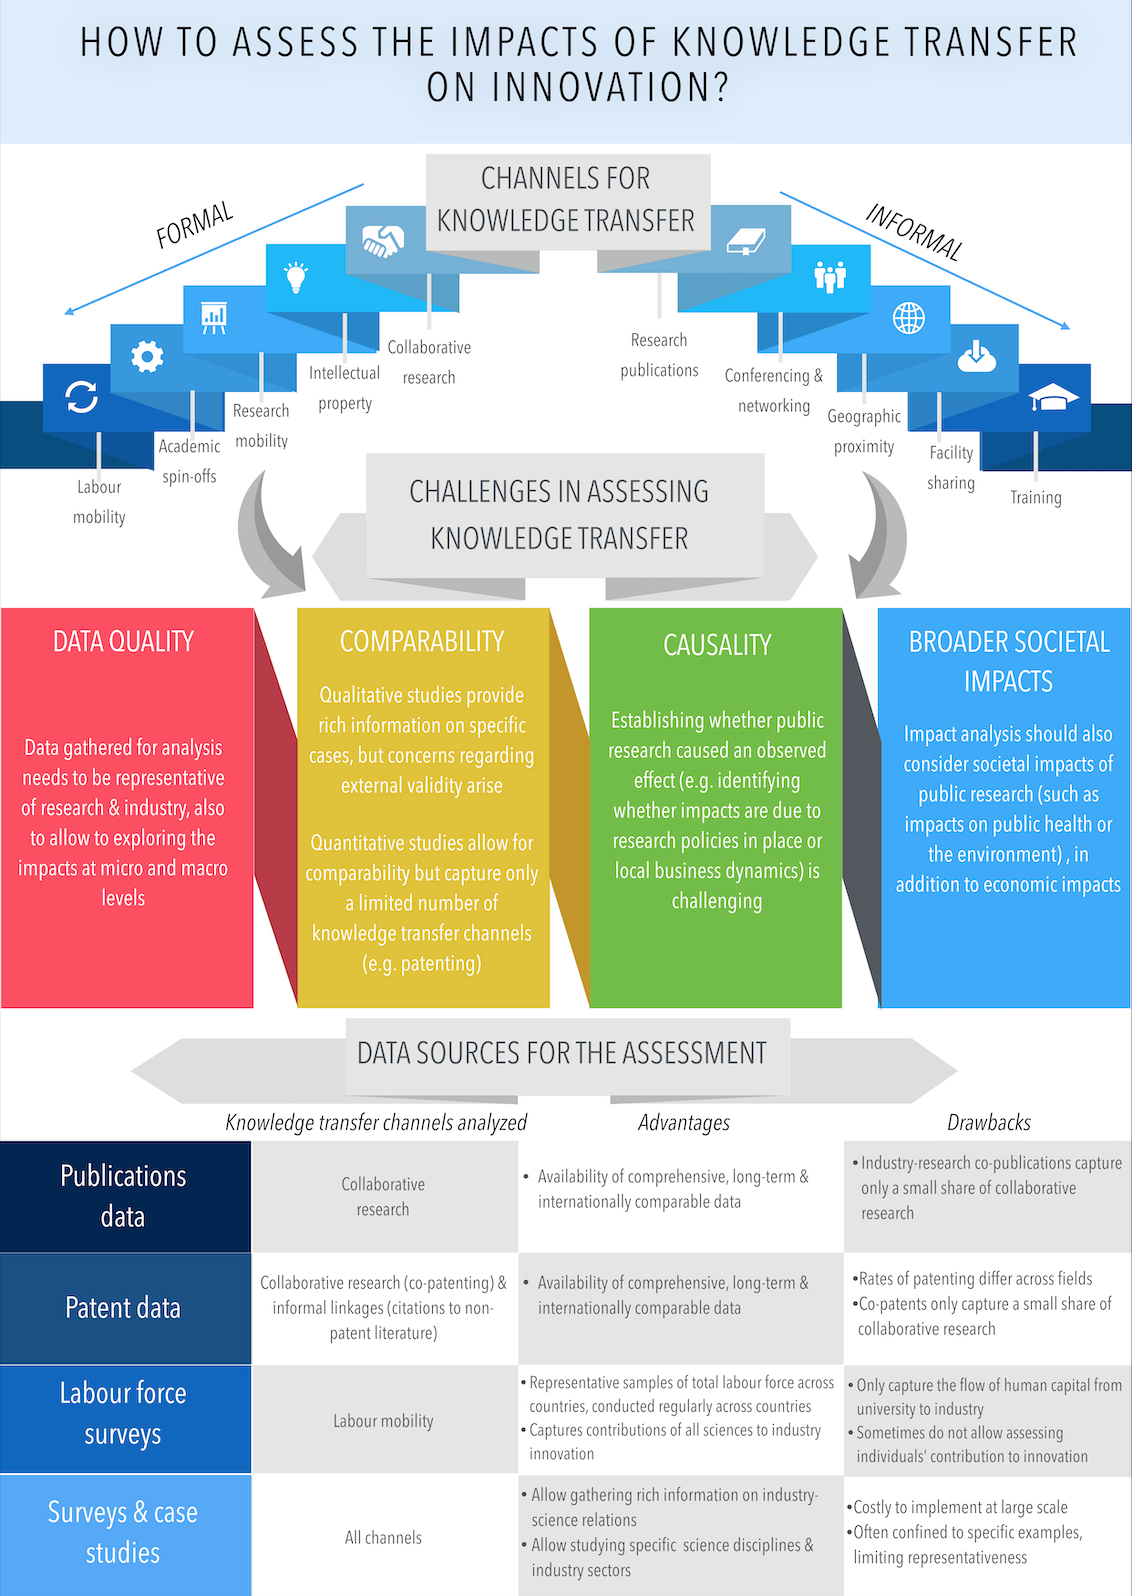 HOW TO ASSESS THE IMPACTS OF KNOWLEDGE TRANSFER
ON INNOVATION?
CHANNELS FOR
KNOWLEDGE TRANSFER
FORMAL
INFORMAL
Collaborative
research
Intellectual
property
Research
mobility
Academic
spin-offs
Labour
mobility
Research
publications
Conferencing &
networking
Geographic
proximity
Facility
sharing
Training
CHALLENGES IN ASSESSING
KNOWLEDGE TRANSFER
DATA QUALITY
Data gathered for analysis
needs to be representative
of research & industry, also
to allow to exploring the
impacts at micro and macro
levels
COMPARABILITY
Qualitative studies provide
rich information on specific
cases, but concerns regarding
external validity arise
Quantitative studies allow for
comparability but capture only
a limited number of
knowledge transfer channels
(e.g. patenting)
CAUSALITY
Establishing whether public
research caused an observed
effect (e.g. identifying
whether impacts are due to
research policies in place or
local business dynamics) is
challenging
BROADER SOCIETAL
IMPACTS
Impact analysis should also
consider societal impacts of
public research (such as
impacts on public health or
the environment) , in
addition to economic impacts
DATA SOURCES FOR THE ASSESSMENT
Knowledge transfer channels analyzed
Advantages
Drawbacks
Publications
data
Collaborative
research
• Availability of comprehensive, long-term &
internationally comparable data
• Industry-research co-publications capture
only a small share of collaborative
research
Patent data
Collaborative research (co-patenting) &
informal linkages (citations to non-
patent literature)
• Availability of comprehensive, long-term &
internationally comparable data
•Rates of patenting differ across fields
•Co-patents only capture a small share of
collaborative research
Labour force
surveys
Labour mobility
• Representative samples of total labour force across
countries, conducted regularly across countries
• Captures contributions of all sciences to industry
innovation
• Only capture the flow of human capital from
university to industry
• Sometimes do not allow assessing
individuals' contribution to innovation
Surveys & case
studies
All channels
• Allow gathering rich information on industry-
science relations
• Allow studying specific science disciplines &
industry sectors
•Costly to implement at large scale
•Often confined to specific examples,
limiting representativeness